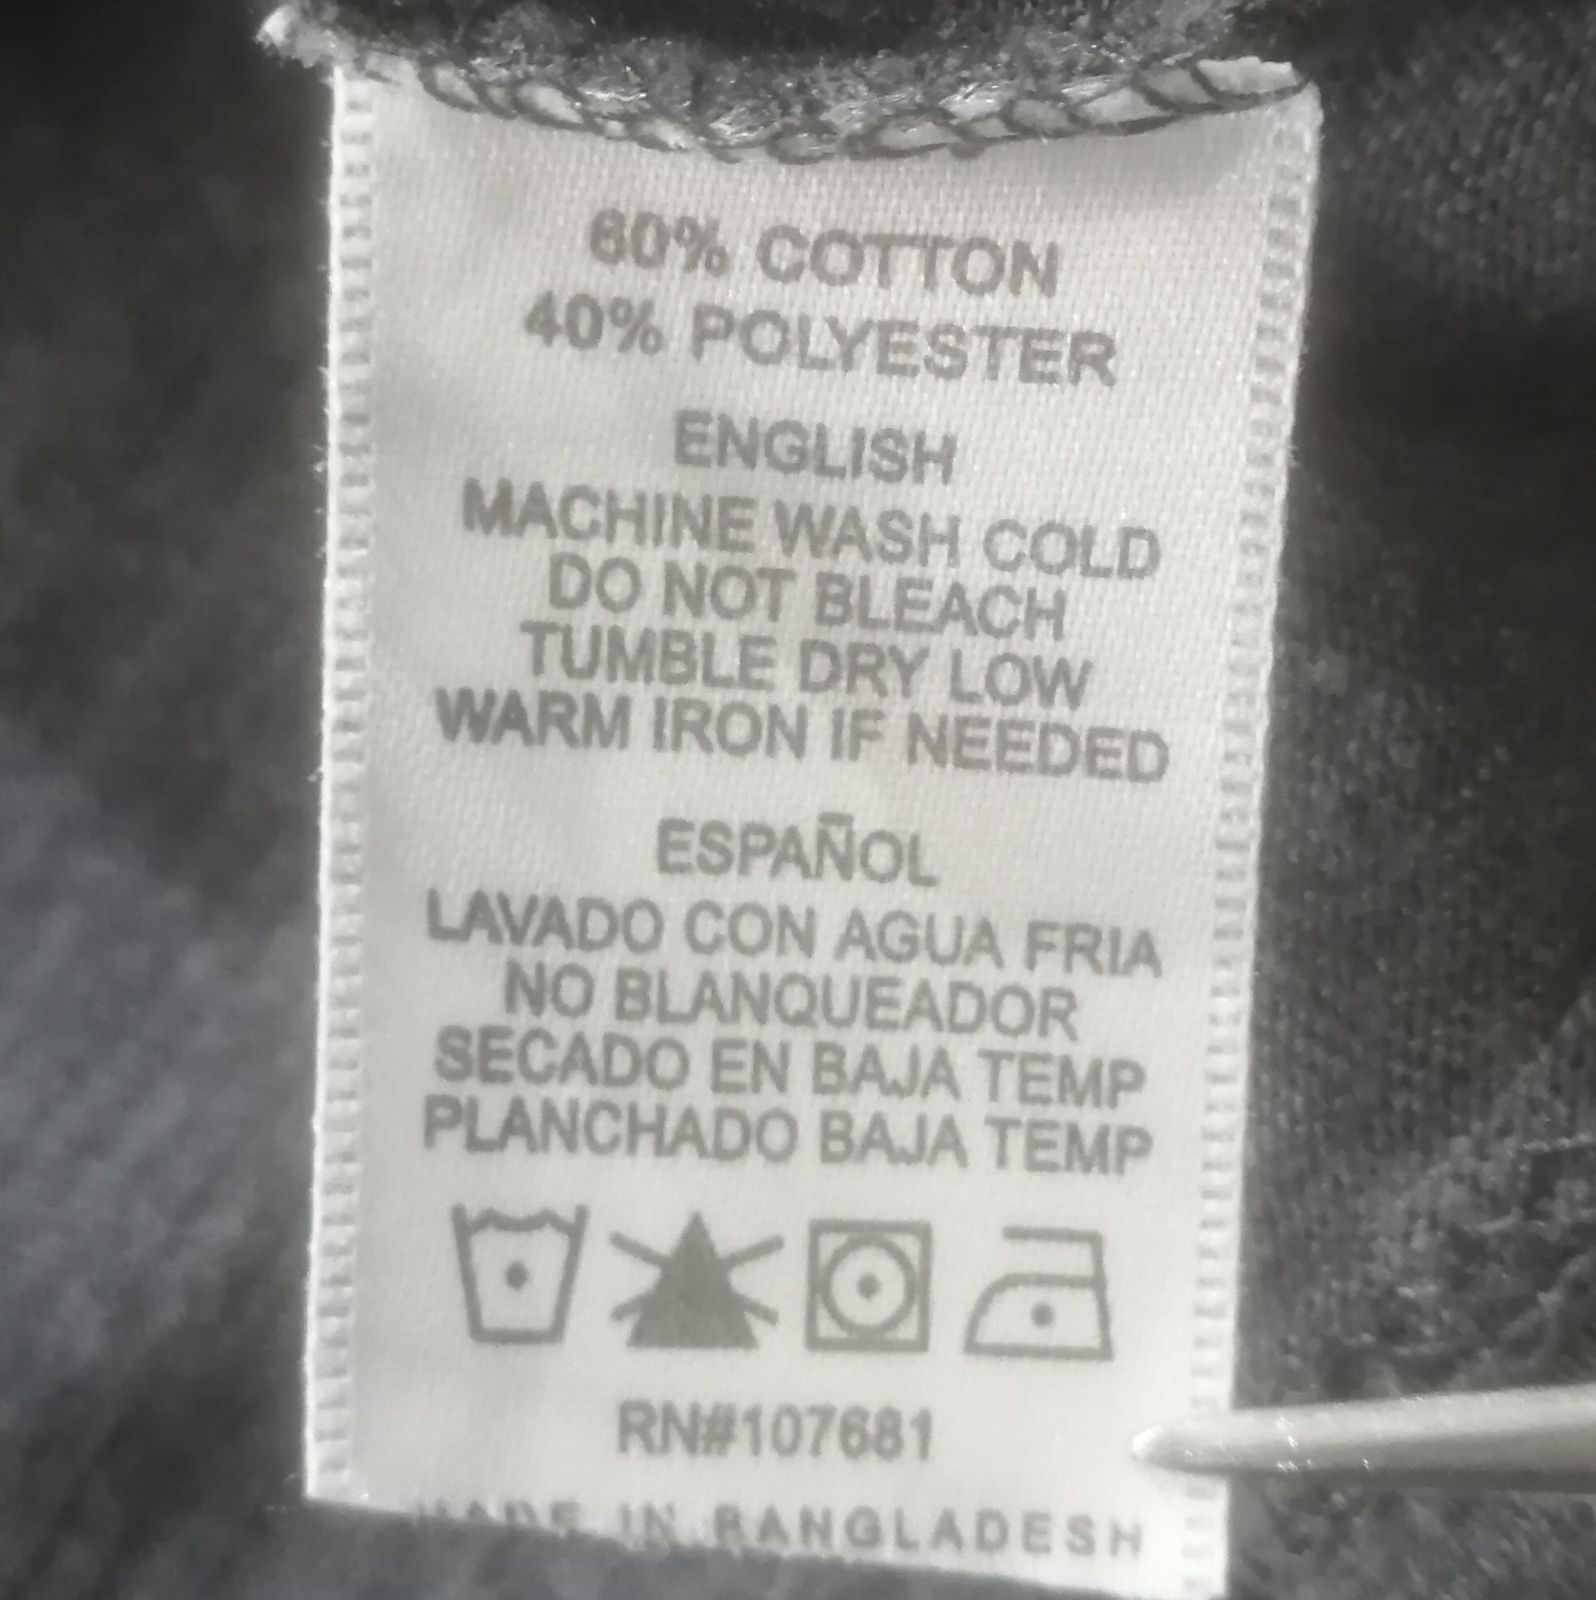 60% COTTON
40% POLYESTER
ENGLISH
MACHINE WASH COLD
DO NOT BLEACH
TUMBLE DRY LOW
WARM IRON IF NEEDED
ESPAÑOL
LAVADO CON AGUA FRIA
NO BLANQUEADOR
SECADO EN BAJA TEMP
PLANCHADO BAJA TEMP
RN#107681
MADE IN BANGLADESH